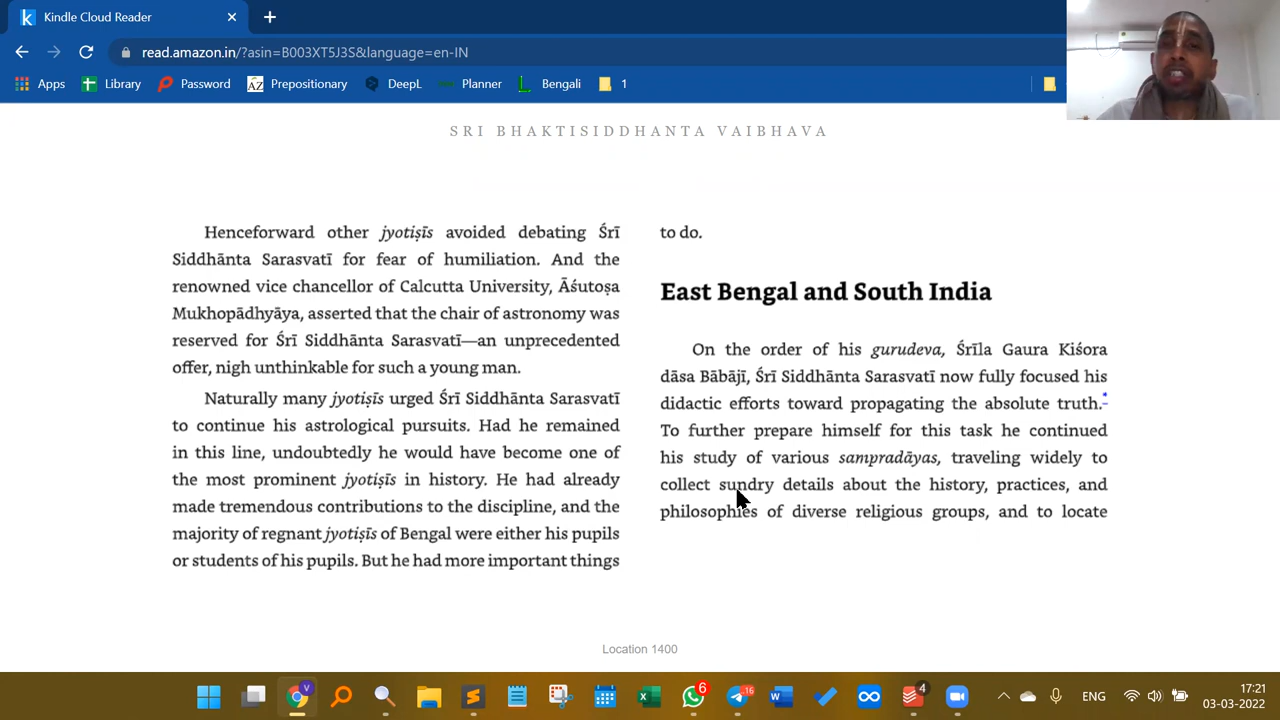 Kindle Cloud Reader
read.amazon.in/?asin=B003XT5J3S&language=en-IN
Apps Library Password Prepositionary DeepL Planner Bengali 1
SRI BHAKTISIDDHANTA VAIBHAVA
Henceforward other jyotiṣīs avoided debating Śrī
Siddhānta Sarasvatī for fear of humiliation. And the
renowned vice chancellor of Calcutta University, Āśutoṣa
Mukhopādhyāya, asserted that the chair of astronomy was
reserved for Śrī Siddhānta Sarasvatī—an unprecedented
offer, nigh unthinkable for such a young man.
Naturally many jyotiṣīs urged Śrī Siddhānta Sarasvatī
to continue his astrological pursuits. Had he remained
in this line, undoubtedly he would have become one of
the most prominent jyotiṣīs in history. He had already
made tremendous contributions to the discipline, and the
majority of regnant jyotiṣīs of Bengal were either his pupils
or students of his pupils. But he had more important things
to do.
East Bengal and South India
On the order of his gurudeva, Śrīla Gaura Kiśora
dāsa Bābājī, Śrī Siddhānta Sarasvatī now fully focused his
didactic efforts toward propagating the absolute truth.*
To further prepare himself for this task he continued
his study of various sampradāyas, traveling widely to
collect sundry details about the history, practices, and
philosophies of diverse religious groups, and to locate
Location 1400
6 16 4 ENG 17:21
03-03-2022